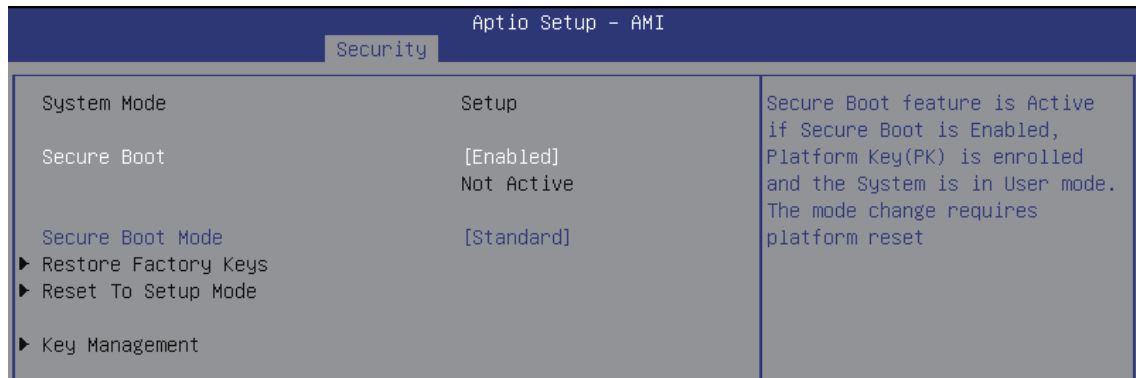 Aptio Setup – AMI
Security
System Mode Setup
Secure Boot [Enabled]
Not Active
Secure Boot Mode [Standard]
▶ Restore Factory Keys
▶ Reset To Setup Mode
▶ Key Management
Secure Boot feature is Active
if Secure Boot is Enabled,
Platform Key(PK) is enrolled
and the System is in User mode.
The mode change requires
platform reset